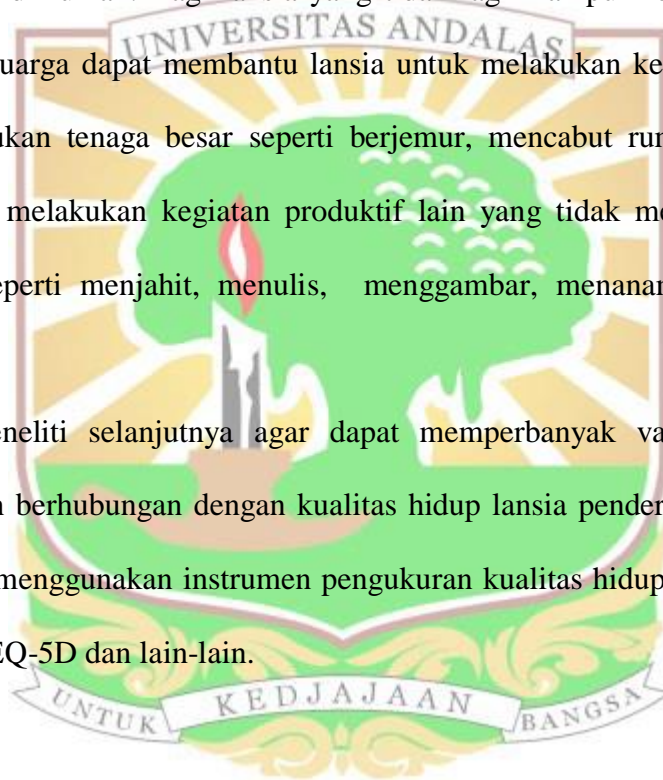 UNIVERSITAS ANDALAS
uarga dapat membantu lansia untuk melakukan ke
ukan tenaga besar seperti berjemur, mencabut rur
melakukan kegiatan produktif lain yang tidak me
eperti menjahit, menulis, menggambar, menanar
eneliti selanjutnya agar dapat memperbanyak va
berhubungan dengan kualitas hidup lansia pender
menggunakan instrumen pengukuran kualitas hidup
EQ-5D dan lain-lain.
UNTUK KEDJAJAAN BANGSA